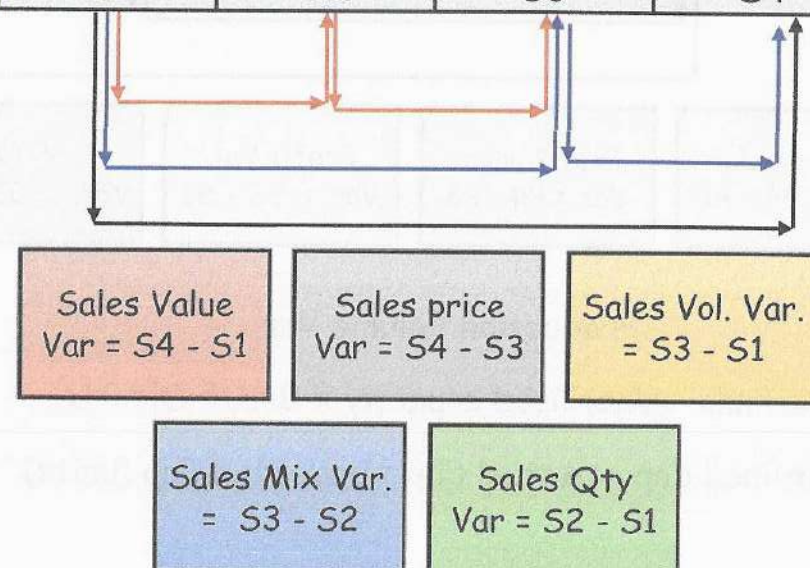 Sales Value
Var = S4 - S1
Sales price
Var = S4 - S3
Sales Vol. Var.
= S3 - S1
Sales Mix Var.
= S3 - S2
Sales Qty
Var = S2 - S1